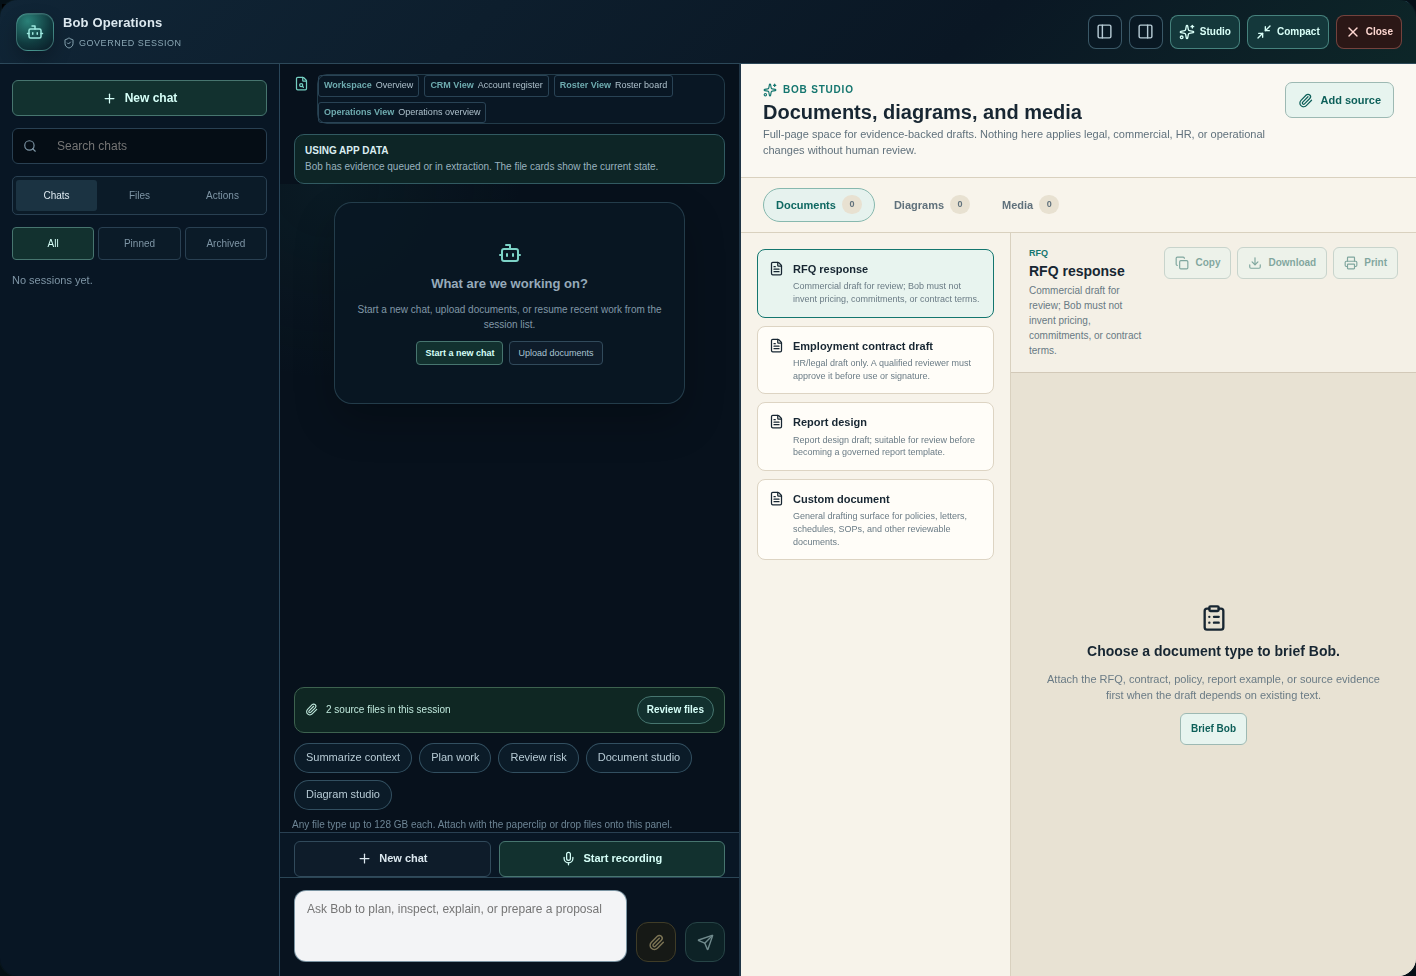 Bob Operations
GOVERNED SESSION
Studio
Compact
Close
New chat
Search chats
Chats Files Actions
All Pinned Archived
No sessions yet.
Workspace Overview CRM View Account register Roster View Roster board
Operations View Operations overview
USING APP DATA
Bob has evidence queued or in extraction. The file cards show the current state.
What are we working on?
Start a new chat, upload documents, or resume recent work from the
session list.
Start a new chat Upload documents
2 source files in this session
Review files
Summarize context Plan work Review risk Document studio
Diagram studio
Any file type up to 128 GB each. Attach with the paperclip or drop files onto this panel.
New chat Start recording
Ask Bob to plan, inspect, explain, or prepare a proposal
BOB STUDIO
Documents, diagrams, and media
Full-page space for evidence-backed drafts. Nothing here applies legal, commercial, HR, or operational
changes without human review.
Add source
Documents 0 Diagrams 0 Media 0
RFQ response
Commercial draft for review; Bob must not
invent pricing, commitments, or contract terms.
Employment contract draft
HR/legal draft only. A qualified reviewer must
approve it before use or signature.
Report design
Report design draft; suitable for review before
becoming a governed report template.
Custom document
General drafting surface for policies, letters,
schedules, SOPs, and other reviewable
documents.
RFQ
RFQ response
Commercial draft for
review; Bob must not
invent pricing,
commitments, or contract
terms.
Copy Download Print
Choose a document type to brief Bob.
Attach the RFQ, contract, policy, report example, or source evidence
first when the draft depends on existing text.
Brief Bob